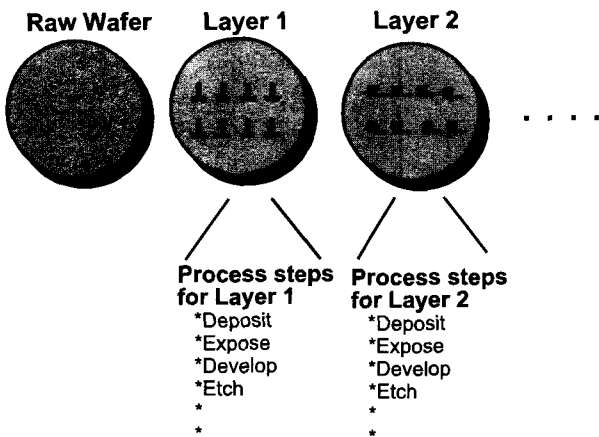 Raw Wafer
Layer 1
Layer 2
. . . .
Process steps
for Layer 1
*Deposit
*Expose
*Develop
*Etch
*
*
Process steps
for Layer 2
*Deposit
*Expose
*Develop
*Etch
*
*